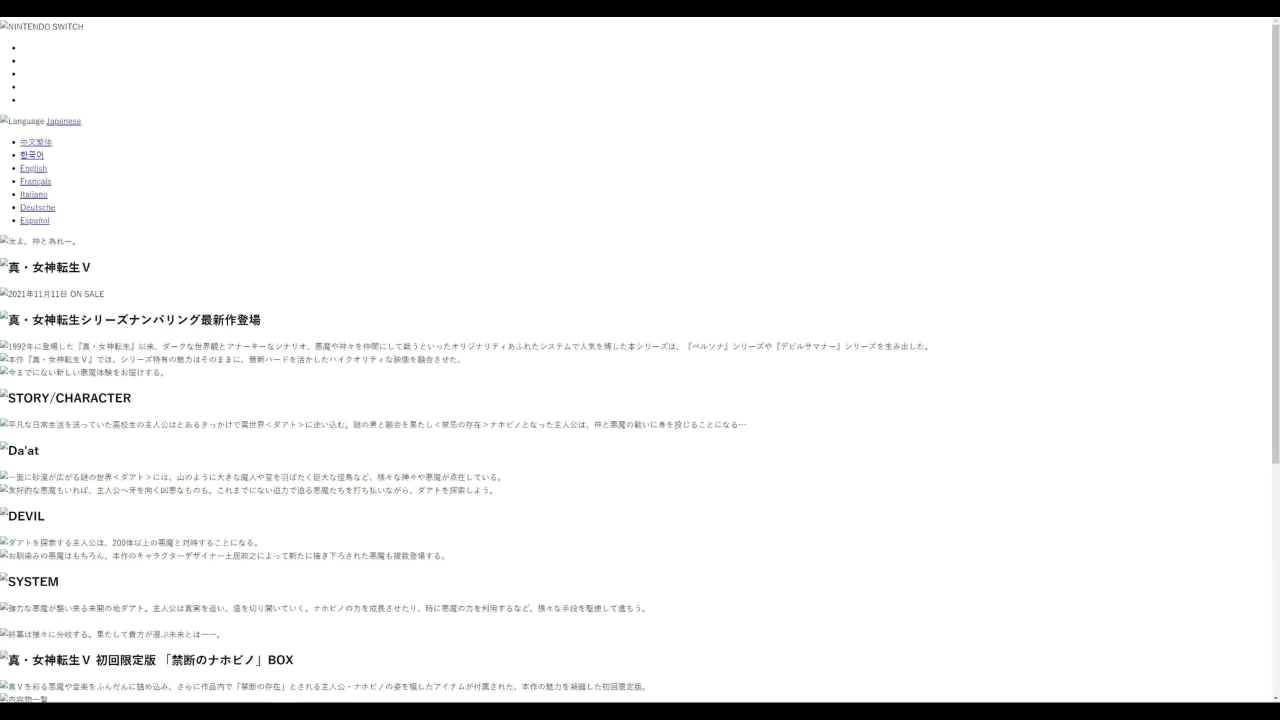 NINTENDO SWITCH
Language Japanese
中文繁体
한국어
English
Français
Italiano
Deutsche
Español
汝よ、神と為れー。
真・女神転生Ⅴ
2021年11月11日 ON SALE
真・女神転生シリーズナンバリング最新作登場
1992年に登場した『真・女神転生』以来、ダークな世界観とアナーキーなシナリオ、悪魔や神々を仲間にして戦うといったオリジナリティあふれたシステムで人気を博した本シリーズは、『ペルソナ』シリーズや『デビルサマナー』シリーズを生み出した。
本作『真・女神転生Ⅴ』では、シリーズ特有の魅力はそのままに、最新ハードを活かしたハイクオリティな映像を融合させた、
今までにない新しい悪魔体験をお届けする。
STORY/CHARACTER
平凡な日常生活を送っていた高校生の主人公はとあるきっかけで異世界＜ダアト＞に迷い込む。謎の男と融合を果たし＜禁忌の存在＞ナホビノとなった主人公は、神と悪魔の戦いに身を投じることになる…
Da'at
一面に砂漠が広がる謎の世界＜ダアト＞には、山のように大きな魔人や空を羽ばたく巨大な怪鳥など、様々な神々や悪魔が点在している。
友好的な悪魔もいれば、主人公へ牙を向く凶悪なものも。これまでにない迫力で迫る悪魔たちを打ち払いながら、ダアトを探索しよう。
DEVIL
ダアトを探索する主人公は、200体以上の悪魔と対峙することになる。
お馴染みの悪魔はもちろん、本作のキャラクターデザイナー土居政之によって新たに描き下ろされた悪魔も複数登場する。
SYSTEM
強力な悪魔が襲い来る未開の地ダアト。主人公は真実を追い、道を切り開いていく。ナホビノの力を成長させたり、時に悪魔の力を利用するなど、様々な手段を駆使して進もう。
終幕は様々に分岐する。果たして貴方が選ぶ未来とは――。
真・女神転生Ⅴ 初回限定版 「禁断のナホビノ」BOX
真Ⅴを彩る悪魔や音楽をふんだんに詰め込み、さらに作品内で「禁断の存在」とされる主人公・ナホビノの姿を模したアイテムが付属された、本作の魅力を凝縮した初回限定版。
内容物一覧